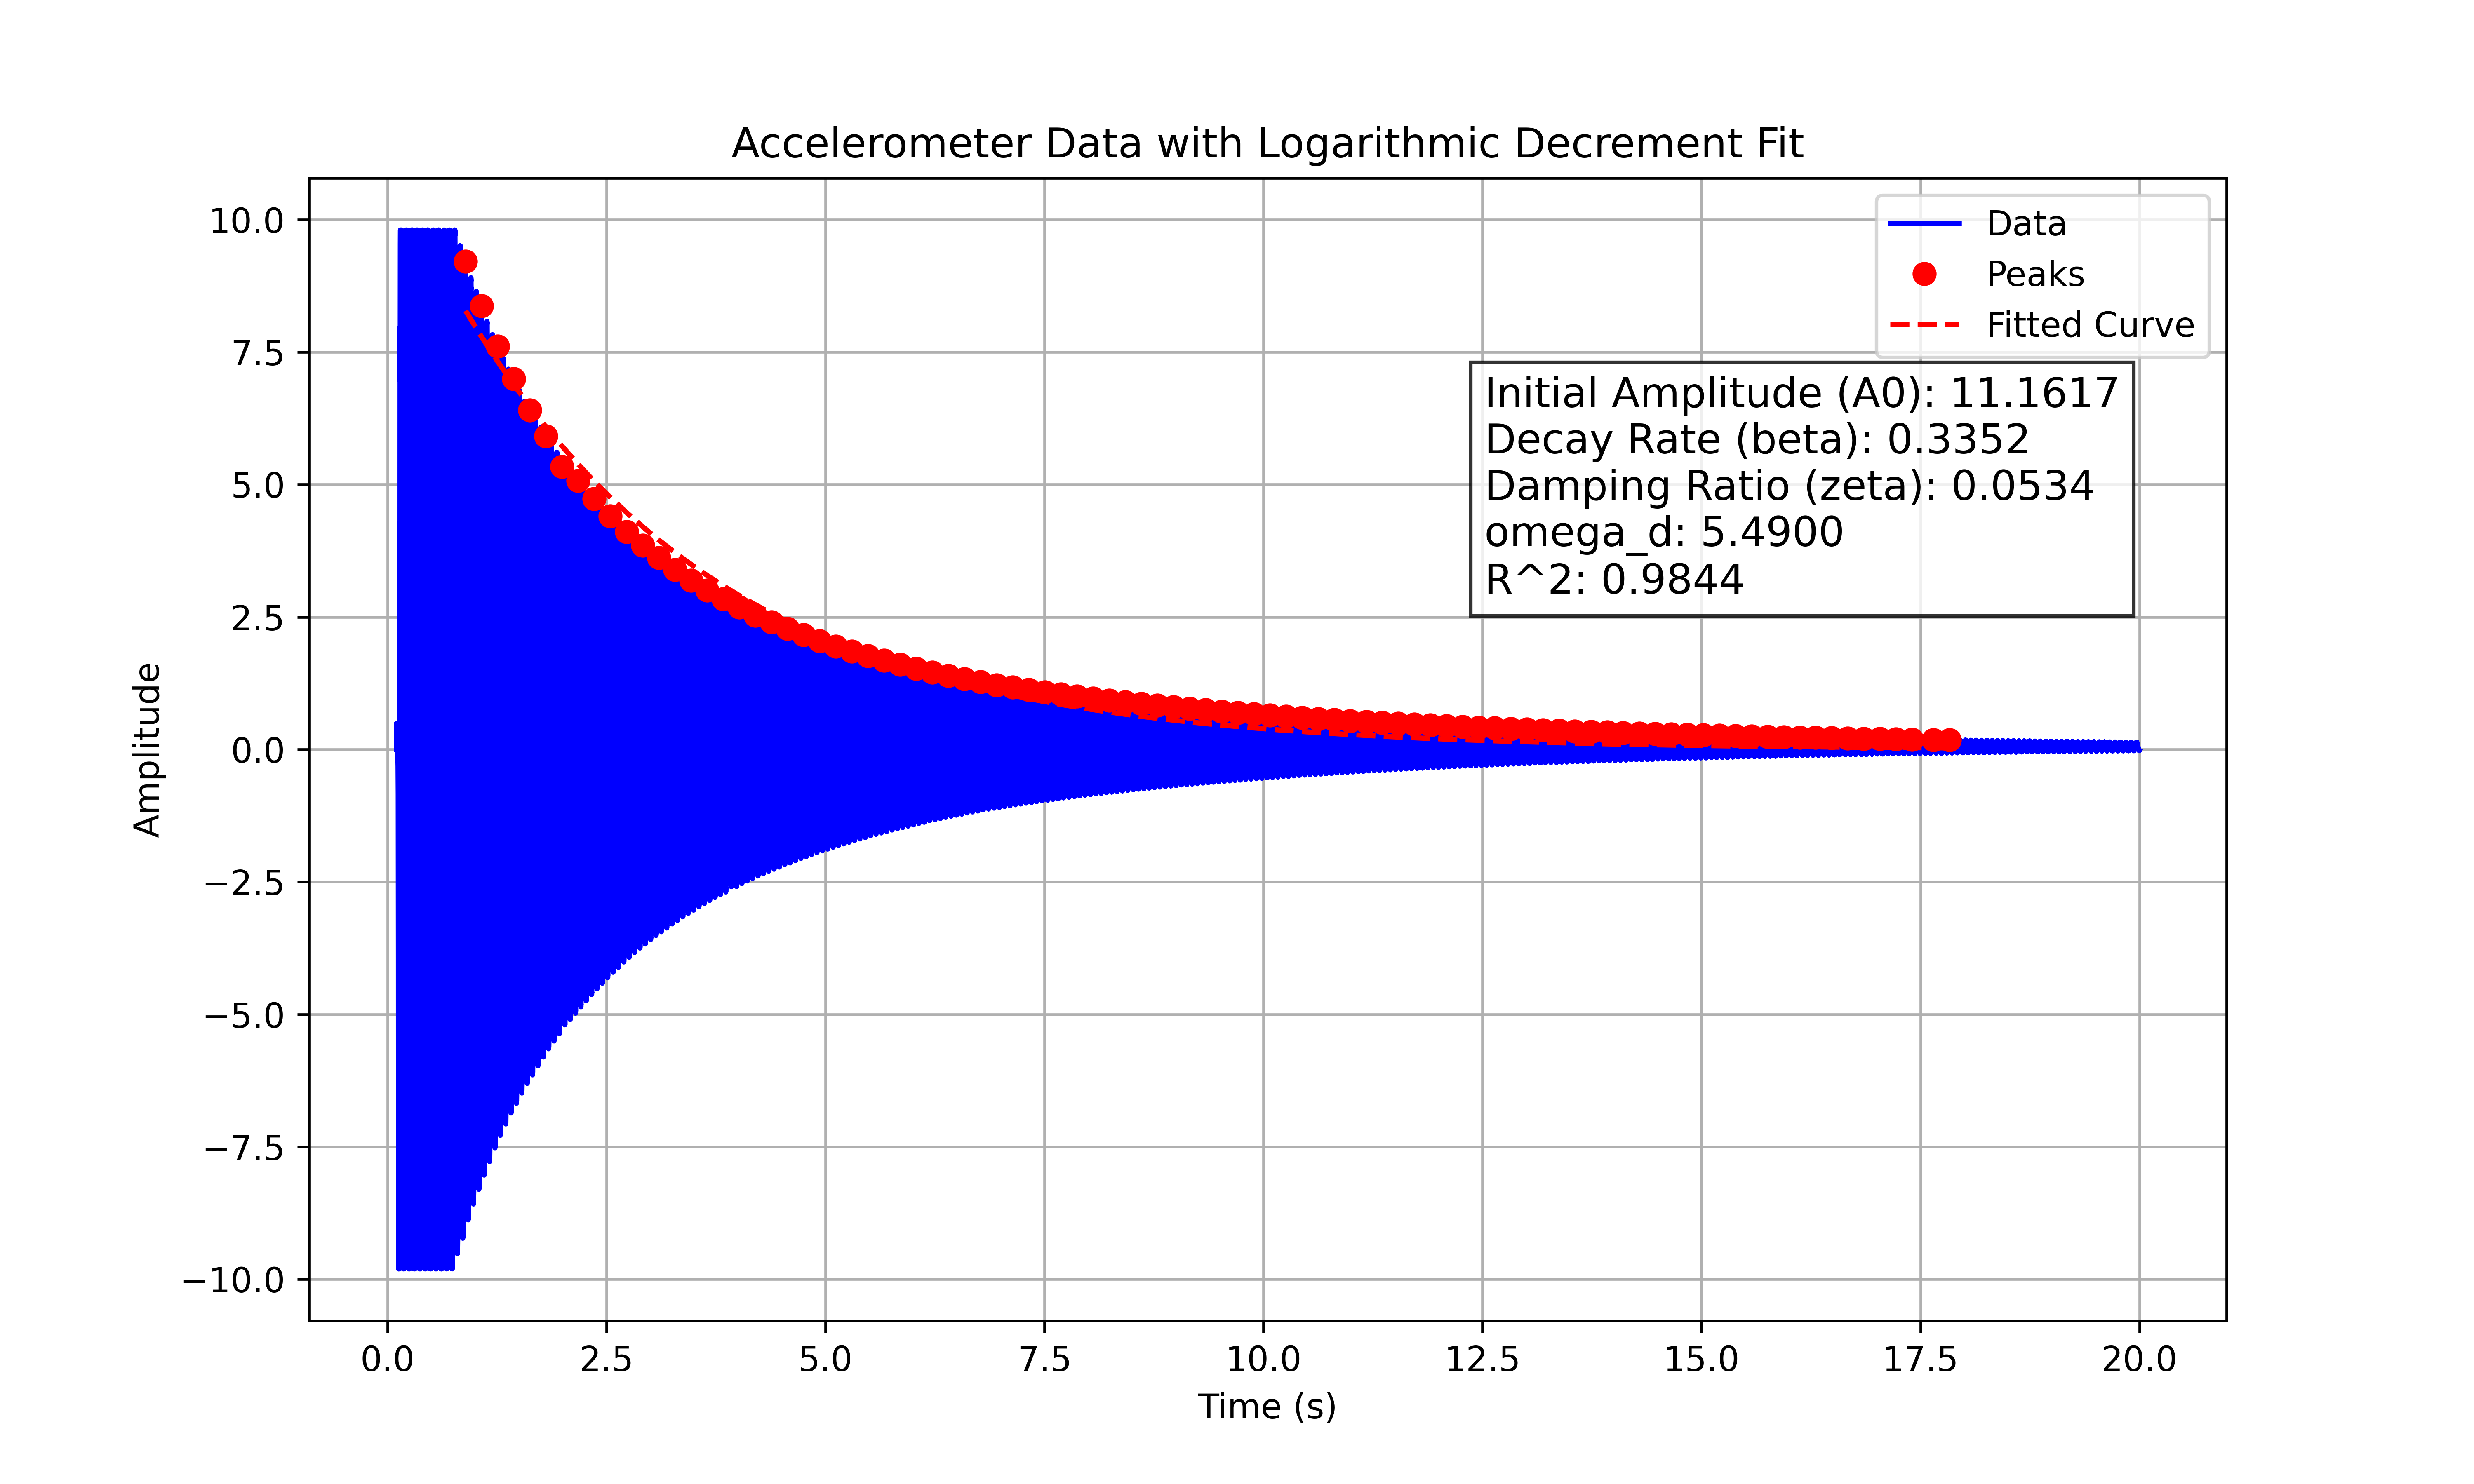 Accelerometer Data with Logarithmic Decrement Fit
Data
Peaks
Fitted Curve
Initial Amplitude (A0): 11.1617
Decay Rate (beta): 0.3352
Damping Ratio (zeta): 0.0534
omega_d: 5.4900
R^2: 0.9844
Amplitude
10.0
7.5
5.0
2.5
0.0
−2.5
−5.0
−7.5
−10.0
0.0 2.5 5.0 7.5 10.0 12.5 15.0 17.5 20.0
Time (s)